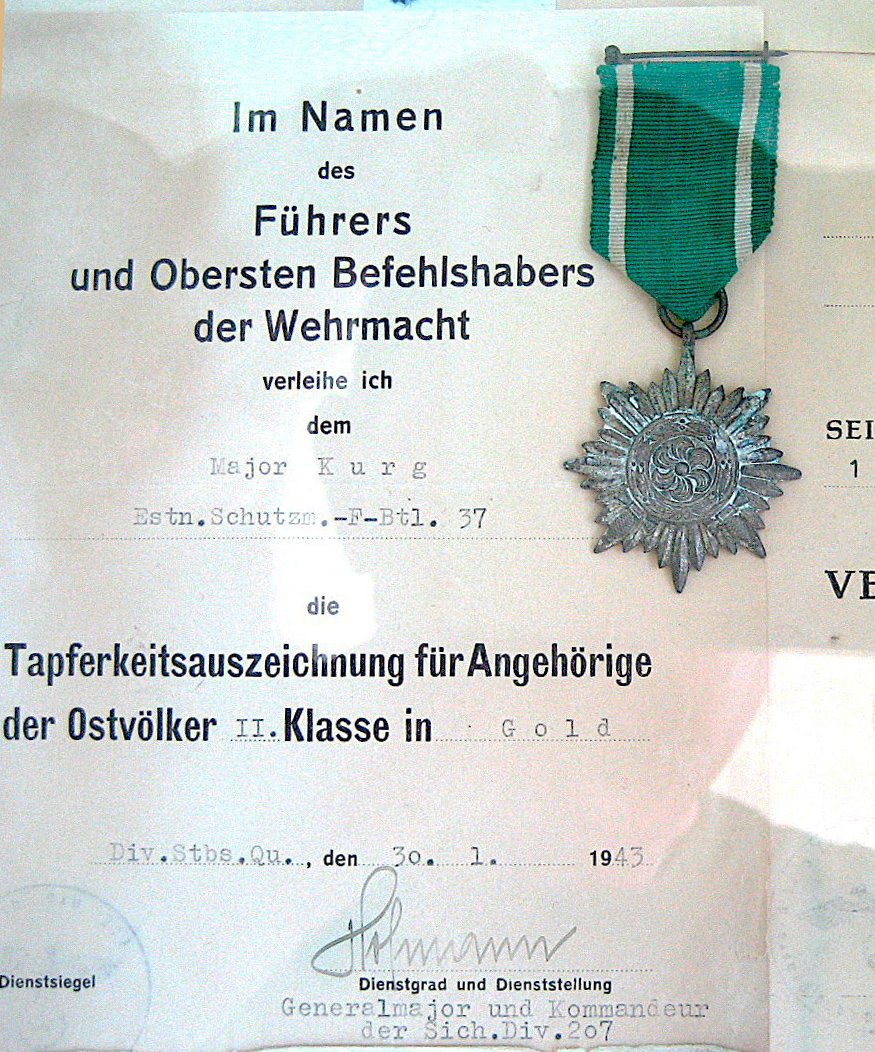 Im Namen
des
Führers
und Obersten Befehlshabers
der Wehrmacht
verleihe ich
dem
Major Kurg
Estn.Schutzm.-F-Btl. 37
die
Tapferkeitsauszeichnung für Angehörige
der Ostvölker II. Klasse in Gold
Div.Stbs.Qu., den 30. 1. 1943
Hofmann
Dienstsiegel
Dienstgrad und Dienststellung
Generalmajor und Kommandeur
der Sich.Div.207
SEI
1
VE